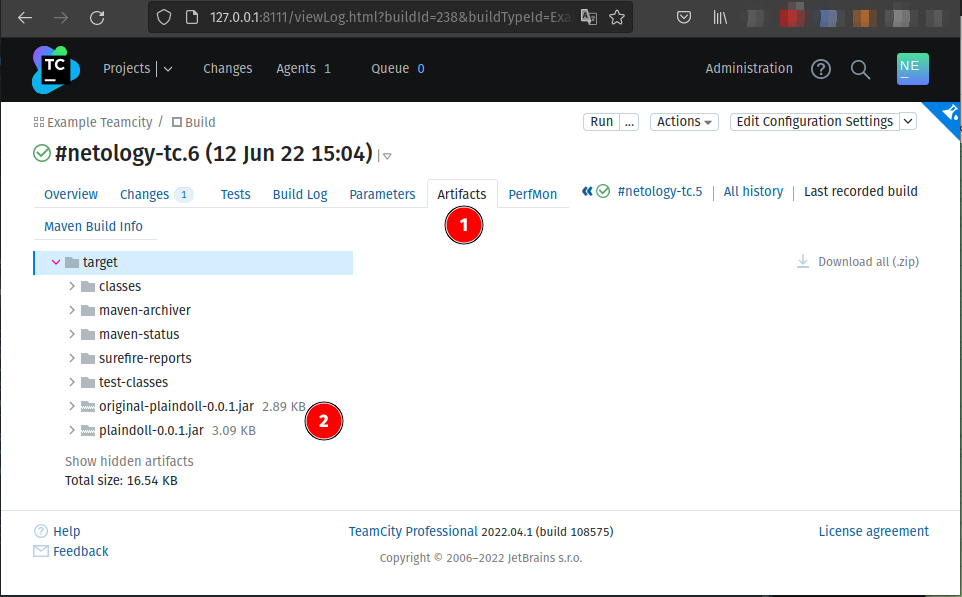 127.0.0.1:8111/viewLog.html?buildId=238&buildTypeId=Exa
TC
Projects Changes Agents 1 Queue 0 Administration ? NE
Example Teamcity / Build Run ... Actions Edit Configuration Settings
#netology-tc.6 (12 Jun 22 15:04)
Overview Changes 1 Tests Build Log Parameters Artifacts PerfMon « #netology-tc.5 | All history | Last recorded build
Maven Build Info
1
target Download all (.zip)
classes
maven-archiver
maven-status
surefire-reports
test-classes
original-plaindoll-0.0.1.jar 2.89 KB
2
plaindoll-0.0.1.jar 3.09 KB
Show hidden artifacts
Total size: 16.54 KB
? Help TeamCity Professional 2022.04.1 (build 108575) License agreement
Feedback Copyright © 2006–2022 JetBrains s.r.o.